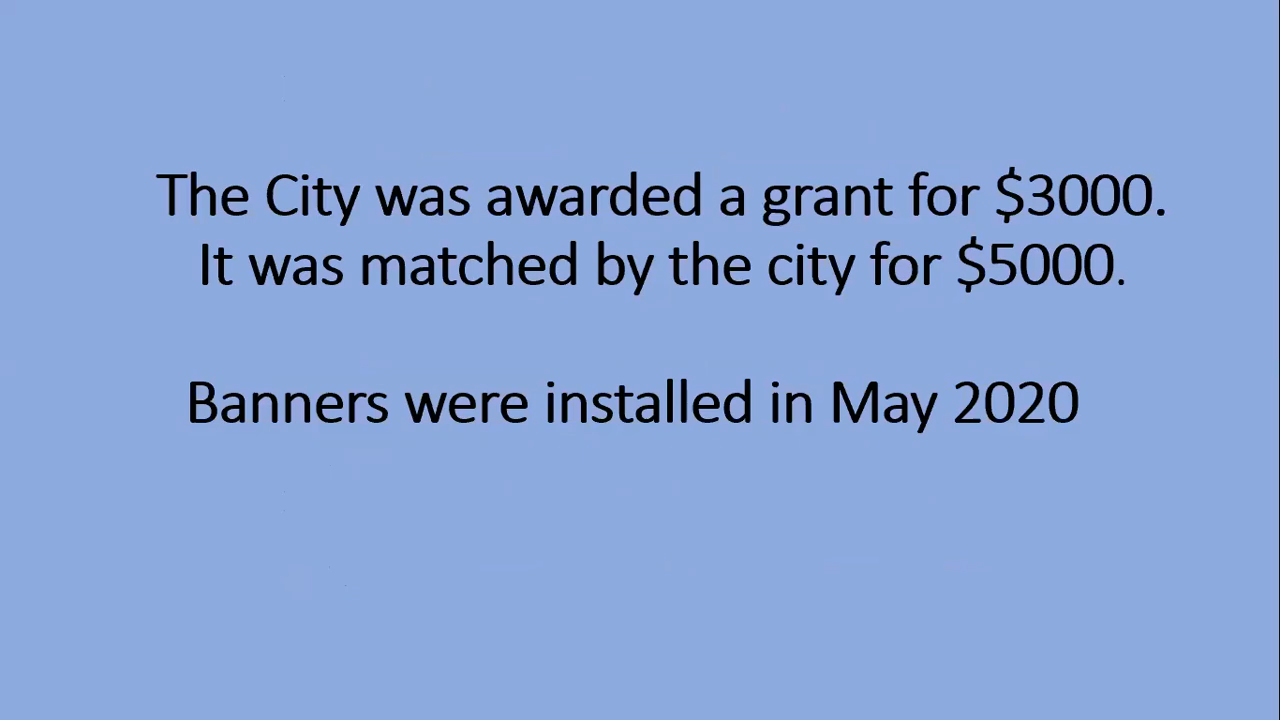 The City was awarded a grant for $3000.
It was matched by the city for $5000.
Banners were installed in May 2020